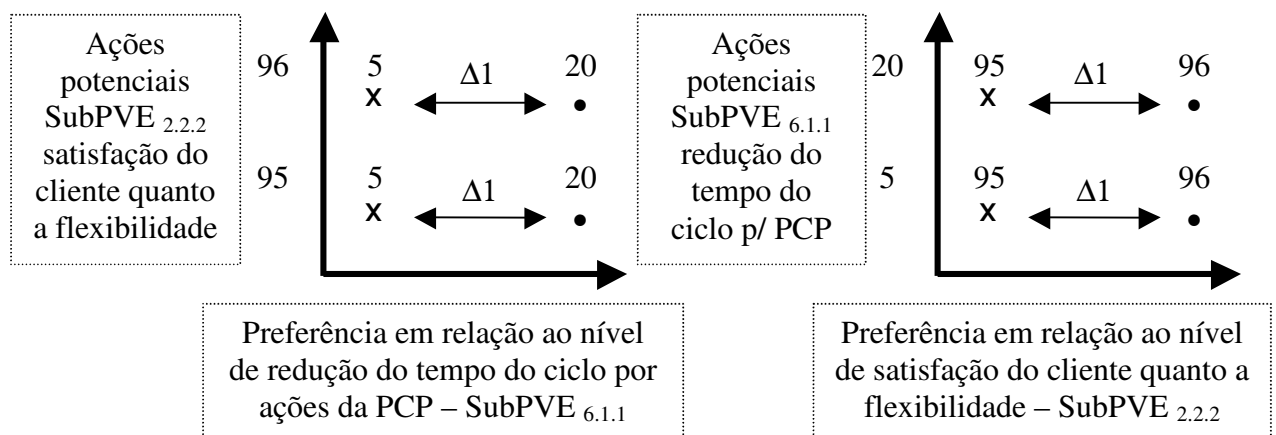 Ações
potenciais
SubPVE 2.2.2
satisfação do
cliente quanto
a flexibilidade
96
5
x
Δ1
20
95
5
x
Δ1
20
Preferência em relação ao nível
de redução do tempo do ciclo por
ações da PCP – SubPVE 6.1.1
Ações
potenciais
SubPVE 6.1.1
redução do
tempo do
ciclo p/ PCP
20
95
x
Δ1
96
5
95
x
Δ1
96
Preferência em relação ao nível
de satisfação do cliente quanto a
flexibilidade – SubPVE 2.2.2